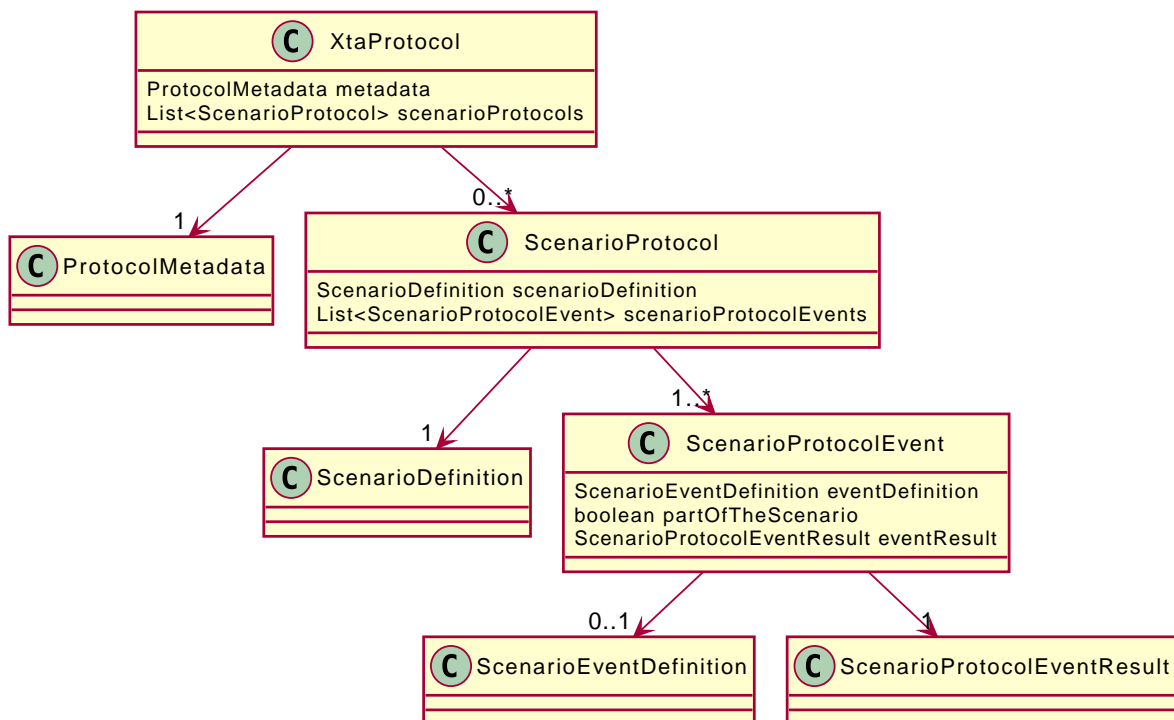 C XtaProtocol
ProtocolMetadata metadata
List<ScenarioProtocol> scenarioProtocols
1
0..*
C ProtocolMetadata
C ScenarioProtocol
ScenarioDefinition scenarioDefinition
List<ScenarioProtocolEvent> scenarioProtocolEvents
1
1..*
C ScenarioDefinition
C ScenarioProtocolEvent
ScenarioEventDefinition eventDefinition
boolean partOfTheScenario
ScenarioProtocolEventResult eventResult
0..1
1
C ScenarioEventDefinition
C ScenarioProtocolEventResult